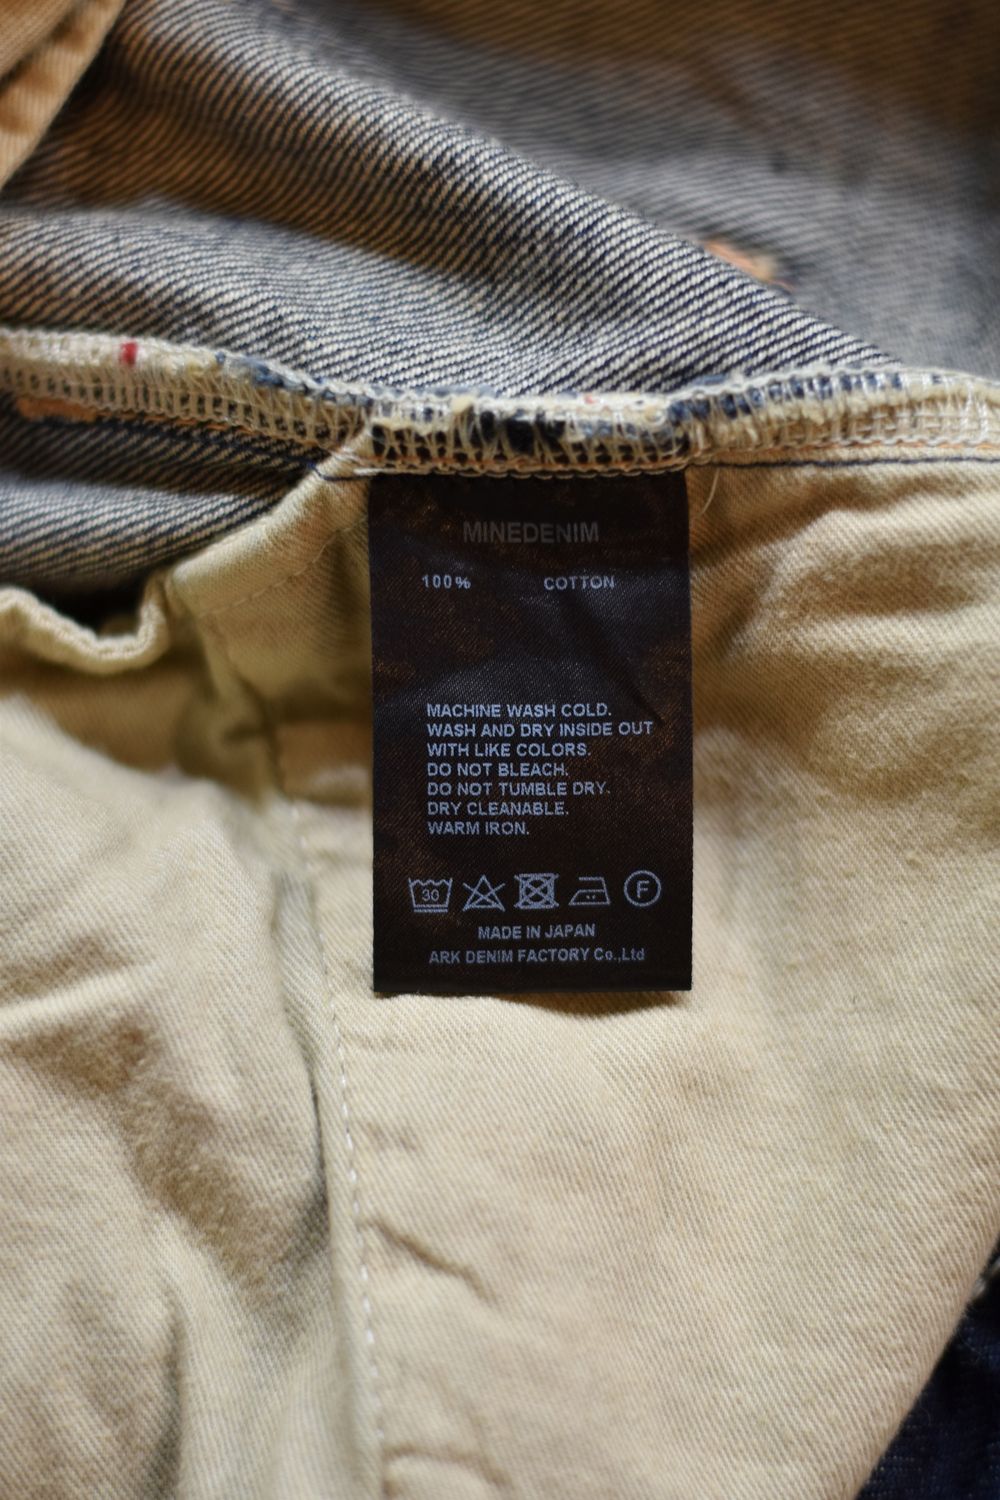 MINEDENIM
100% COTTON
MACHINE WASH COLD.
WASH AND DRY INSIDE OUT
WITH LIKE COLORS.
DO NOT BLEACH.
DO NOT TUMBLE DRY.
DRY CLEANABLE.
WARM IRON.
30 F
MADE IN JAPAN
ARK DENIM FACTORY Co.,Ltd